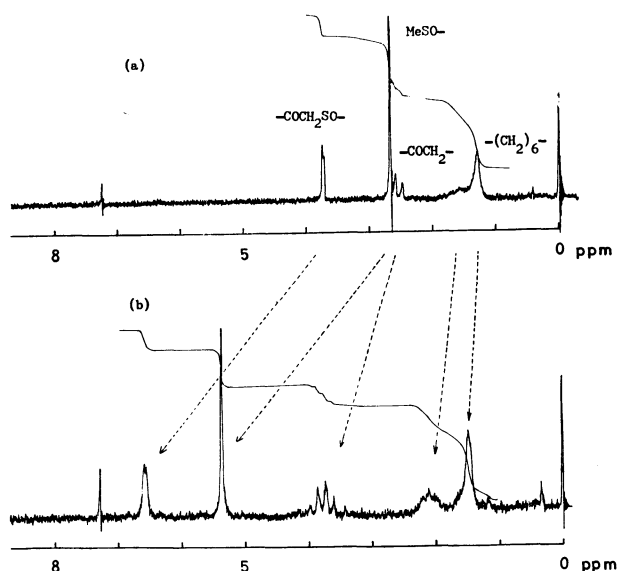 MeSO—
(a)
—COCH2SO—
—COCH2—
—(CH2)6—
8 5 0 ppm
(b)
8 5 0 ppm